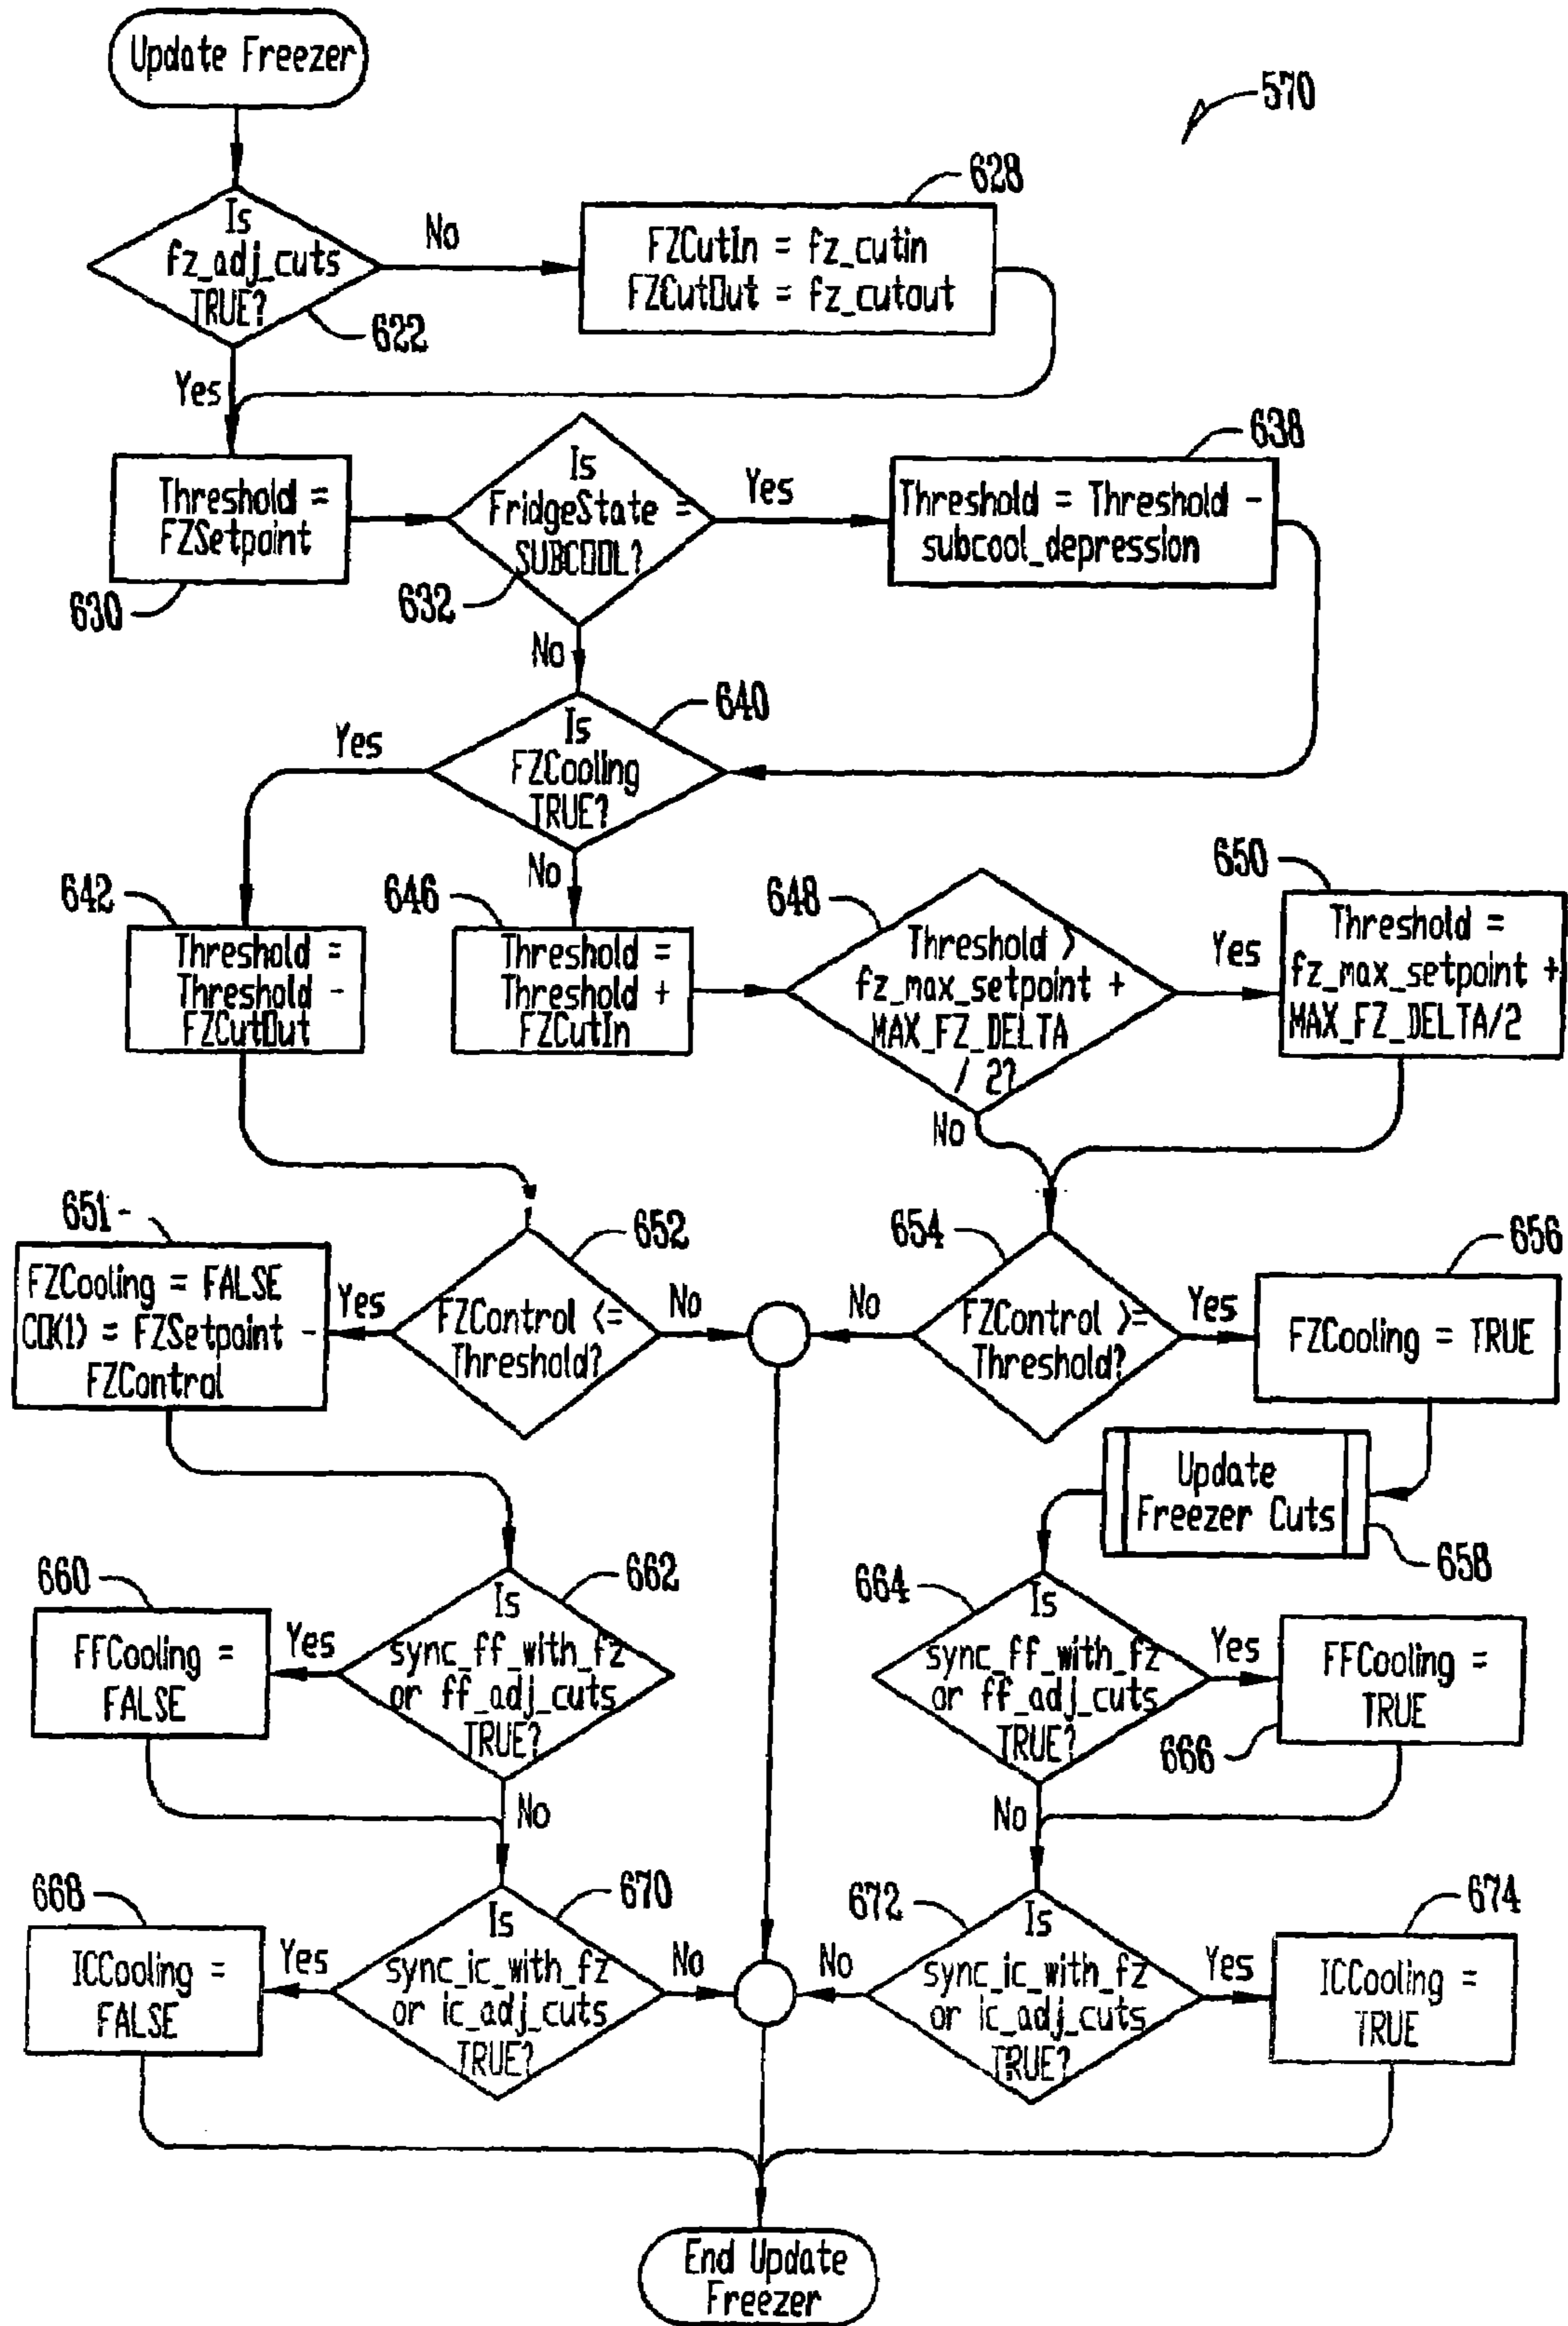 Update Freezer
570
Is
fz_adj_cuts
TRUE?
622
No
Yes
628
FZCutIn = fz_cutin
FZCutOut = fz_cutout
Threshold =
FZSetpoint
630
Is
FridgeState =
SUBCOOL?
632
Yes
No
638
Threshold = Threshold -
subcool_depression
640
Is
FZCooling
TRUE?
Yes
No
642
Threshold =
Threshold -
FZCutOut
646
Threshold =
Threshold +
FZCutIn
648
Threshold >
fz_max_setpoint +
MAX_FZ_DELTA
/ 2?
Yes
No
650
Threshold =
fz_max_setpoint +
MAX_FZ_DELTA/2
651
FZCooling = FALSE
CO(1) = FZSetpoint -
FZControl
Yes
652
FZControl <=
Threshold?
No
No
654
FZControl >=
Threshold?
Yes
656
FZCooling = TRUE
Update
Freezer Cuts
658
660
FFCooling =
FALSE
Yes
662
Is
sync_ff_with_fz
or ff_adj_cuts
TRUE?
No
664
Is
sync_ff_with_fz
or ff_adj_cuts
TRUE?
Yes
No
FFCooling =
TRUE
666
668
ICCooling =
FALSE
Yes
670
Is
sync_ic_with_fz
or ic_adj_cuts
TRUE?
No
No
672
Is
sync_ic_with_fz
or ic_adj_cuts
TRUE?
Yes
674
ICCooling =
TRUE
End Update
Freezer